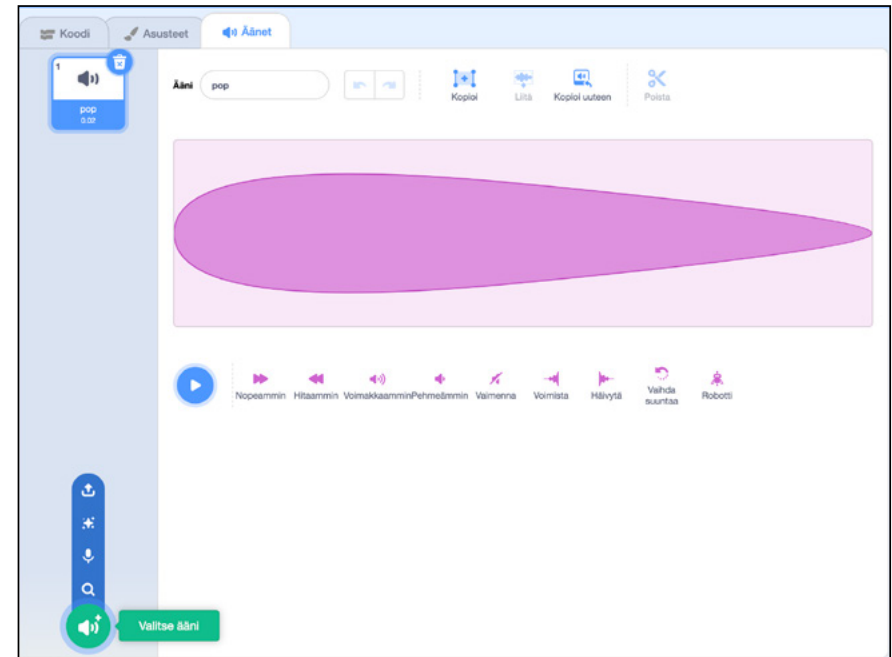 Koodi
Asusteet
Äänet
1
pop
0.02
Ääni
pop
Kopioi
Liitä
Kopioi uuteen
Poista
Nopeammin
Hitaammin
Voimakkaammin
Pehmeämmin
Vaimenna
Voimista
Häivytä
Vaihda
suuntaa
Robotti
Valitse ääni